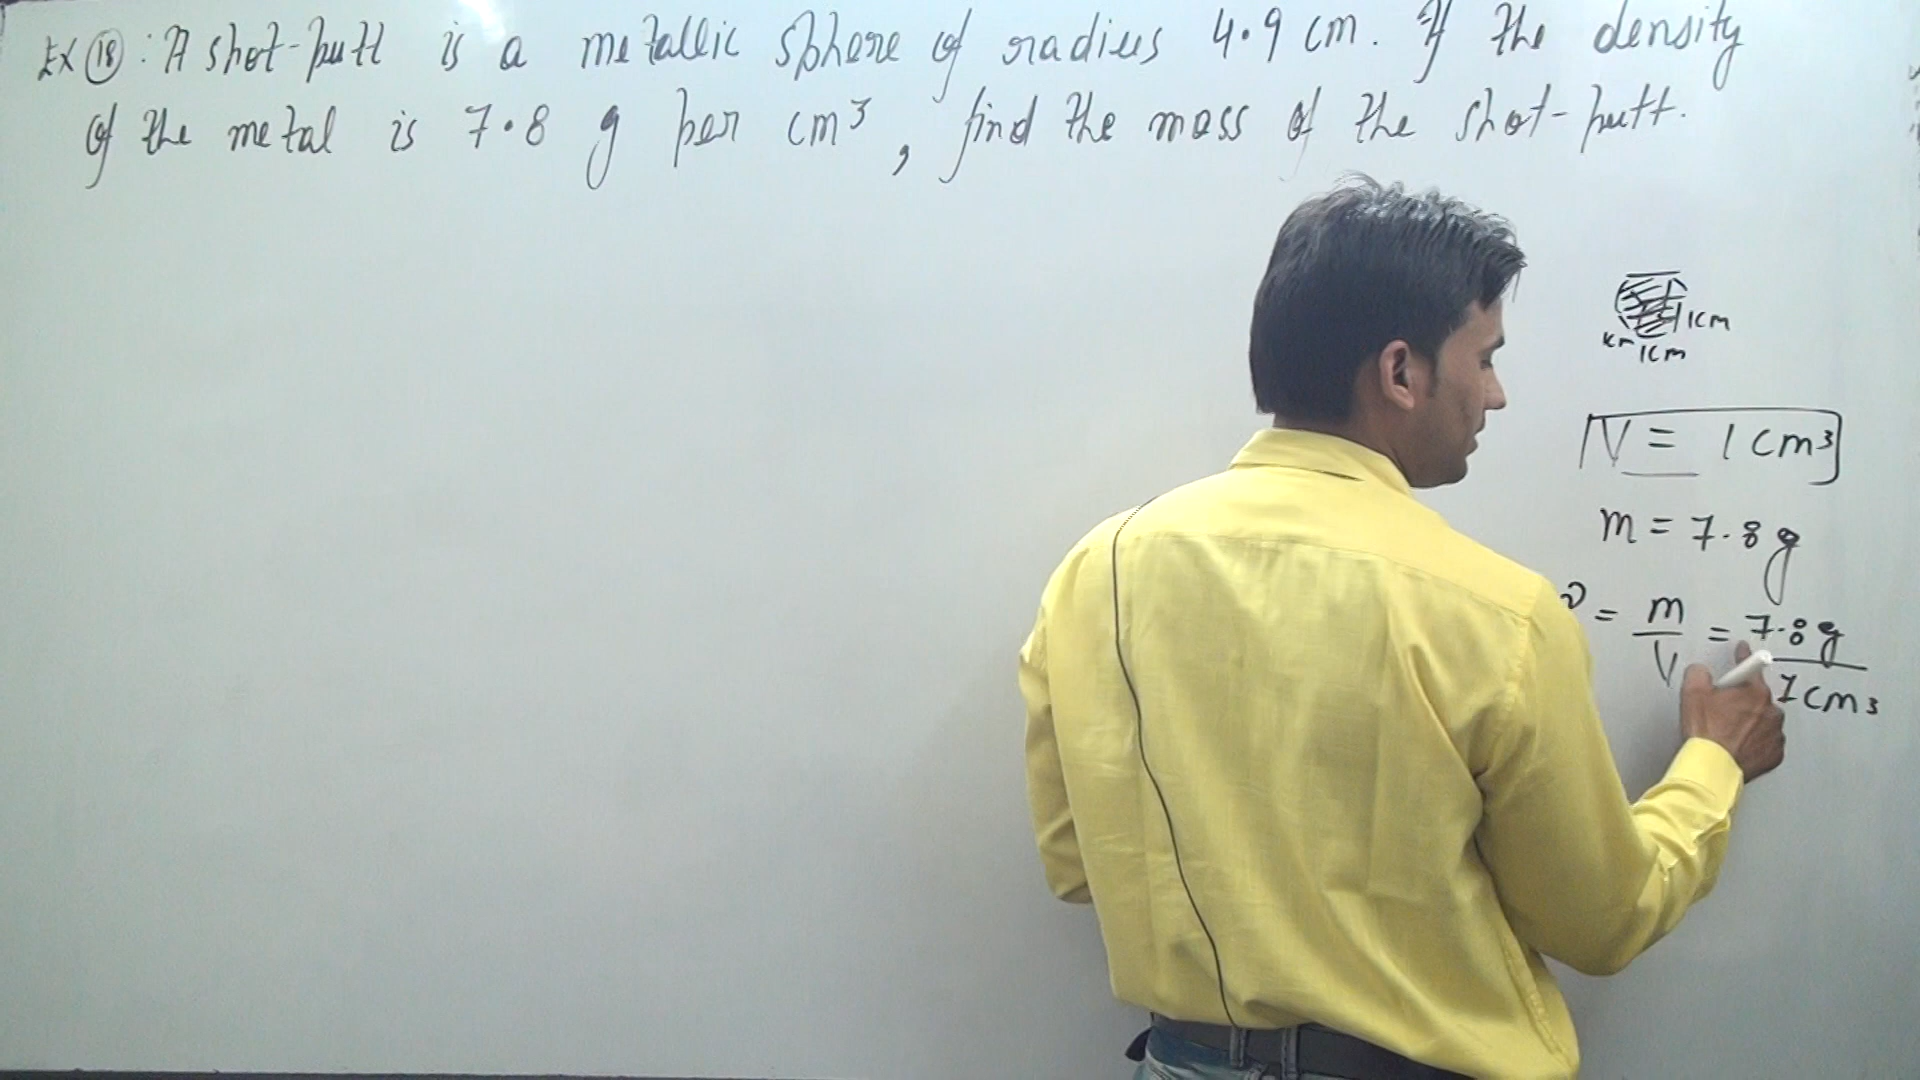 Ex 18 : A shot-putt is a metallic sphere of radius 4.9 cm. If the density
of the metal is 7.8 g per cm³, find the mass of the shot-putt.
1cm
1cm
V = 1 cm³
m = 7.8 g
= m/V = 7.8 g/1 cm³